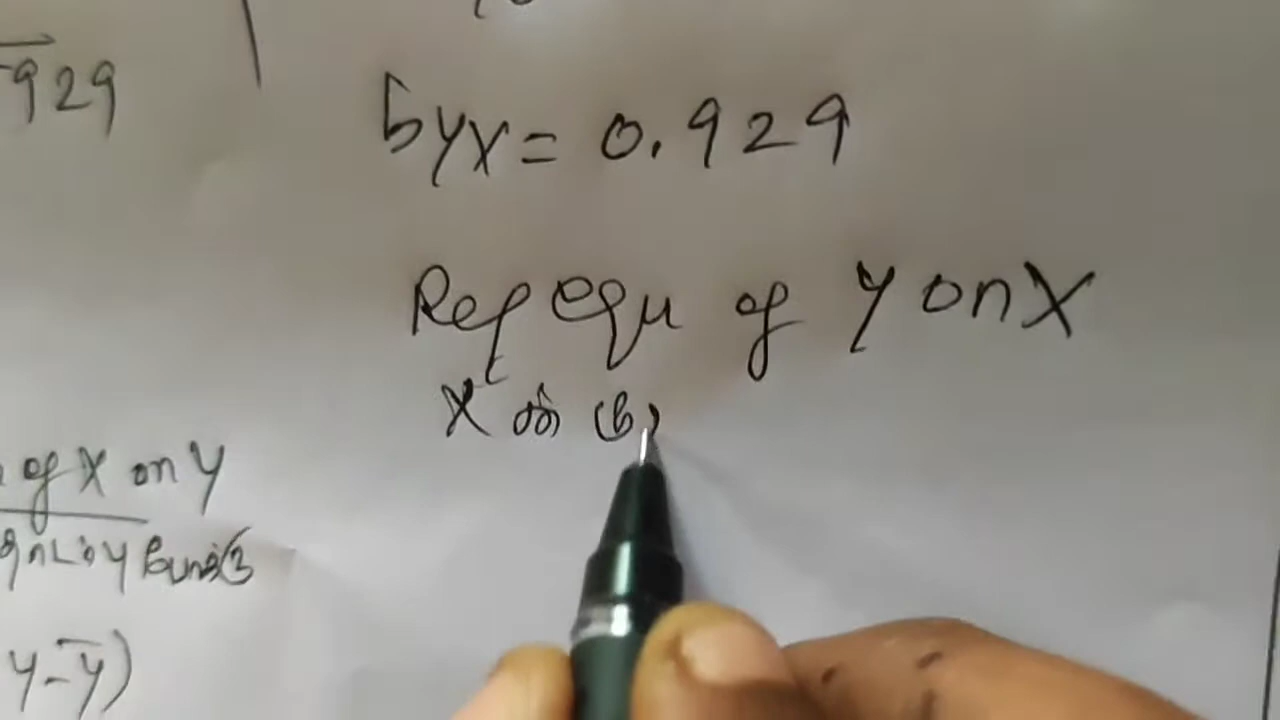 929
byx = 0.929
Reg equ of Y on X
X ன்
of X on Y
y - ȳ)